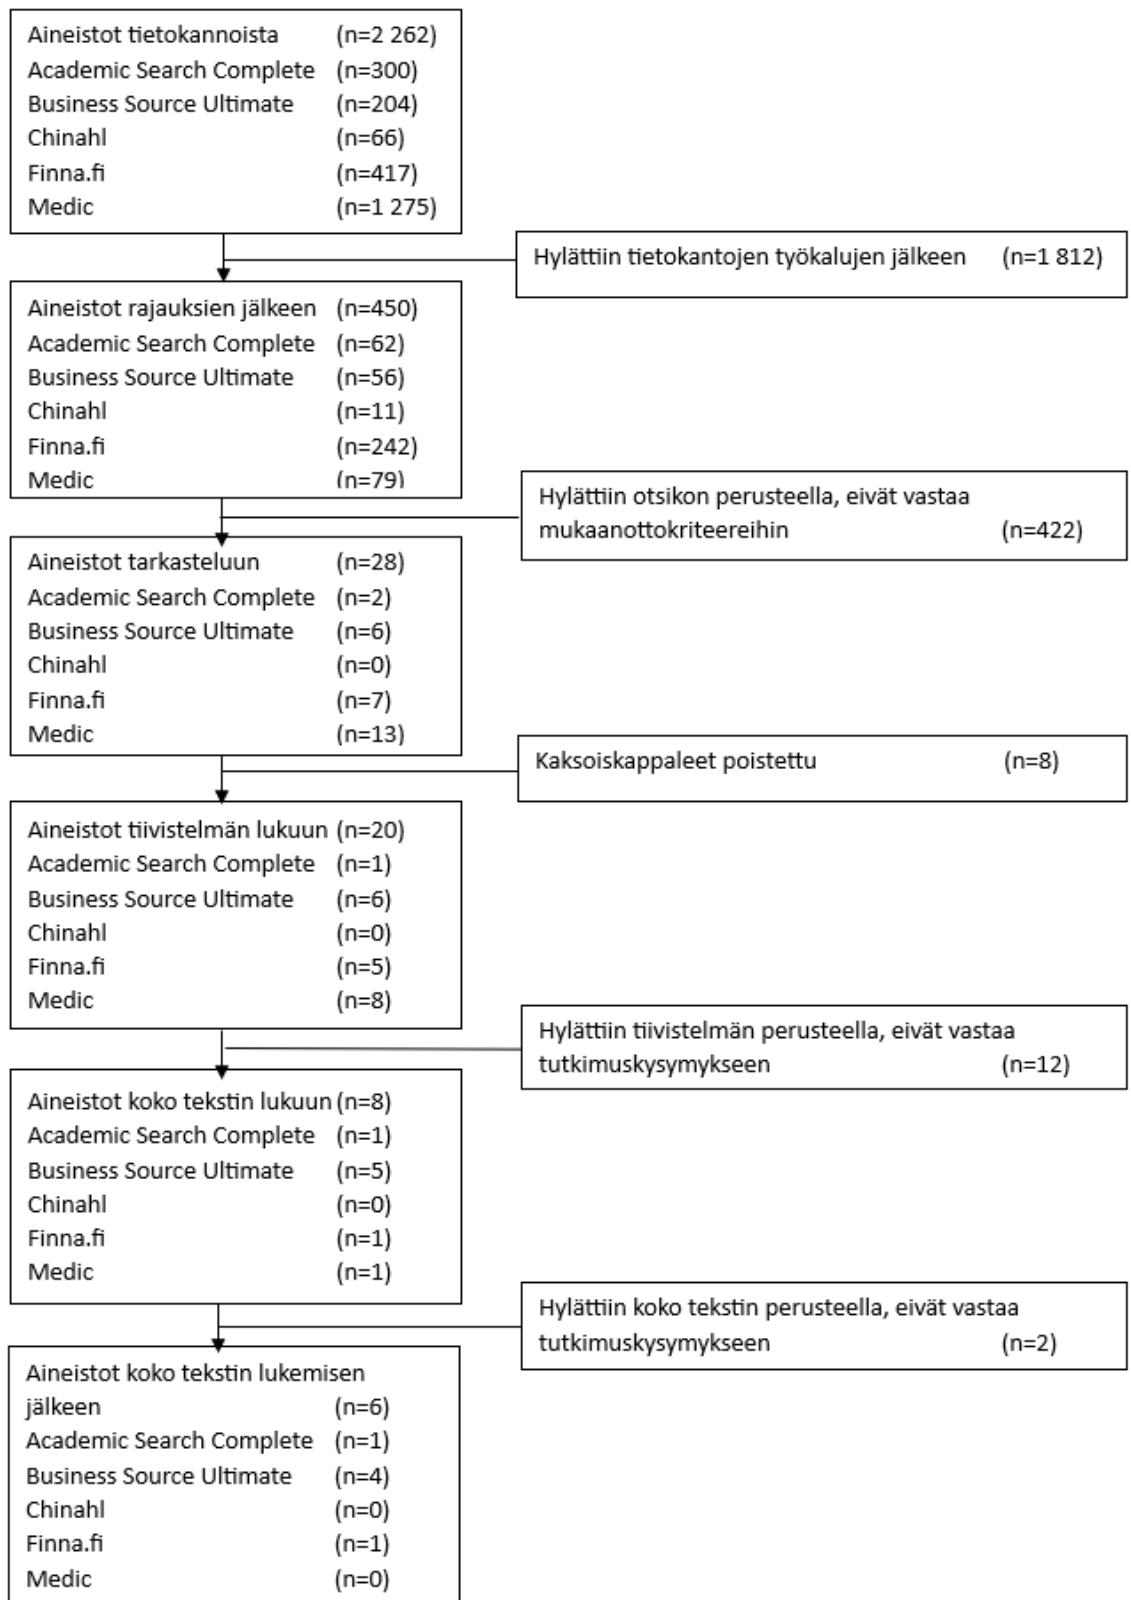 Aineistot tietokannoista (n=2 262)
Academic Search Complete (n=300)
Business Source Ultimate (n=204)
Chinahl (n=66)
Finna.fi (n=417)
Medic (n=1 275)
Hylättiin tietokantojen työkalujen jälkeen (n=1 812)
Aineistot rajauksien jälkeen (n=450)
Academic Search Complete (n=62)
Business Source Ultimate (n=56)
Chinahl (n=11)
Finna.fi (n=242)
Medic (n=79)
Hylättiin otsikon perusteella, eivät vastaa
mukaanottokriteereihin (n=422)
Aineistot tarkasteluun (n=28)
Academic Search Complete (n=2)
Business Source Ultimate (n=6)
Chinahl (n=0)
Finna.fi (n=7)
Medic (n=13)
Kaksoiskappaleet poistettu (n=8)
Aineistot tiivistelmän lukuun (n=20)
Academic Search Complete (n=1)
Business Source Ultimate (n=6)
Chinahl (n=0)
Finna.fi (n=5)
Medic (n=8)
Hylättiin tiivistelmän perusteella, eivät vastaa
tutkimuskysymykseen (n=12)
Aineistot koko tekstin lukuun (n=8)
Academic Search Complete (n=1)
Business Source Ultimate (n=5)
Chinahl (n=0)
Finna.fi (n=1)
Medic (n=1)
Hylättiin koko tekstin perusteella, eivät vastaa
tutkimuskysymykseen (n=2)
Aineistot koko tekstin lukemisen
jälkeen (n=6)
Academic Search Complete (n=1)
Business Source Ultimate (n=4)
Chinahl (n=0)
Finna.fi (n=1)
Medic (n=0)